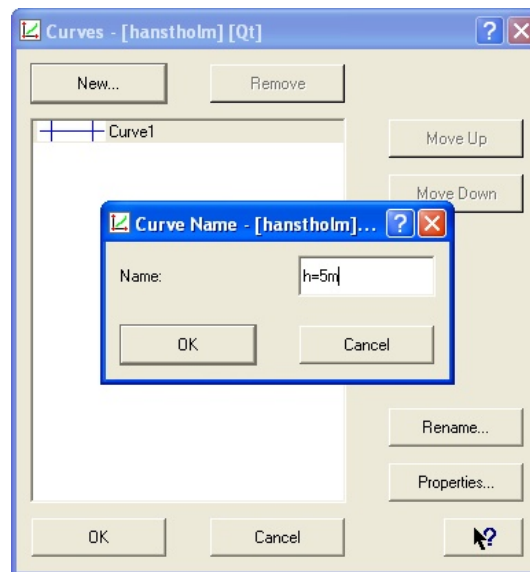 Curves - [hanstholm] [Qt]
New...
Remove
Curve1
Move Up
Move Down
Curve Name - [hanstholm]...
Name:
h=5m
OK
Cancel
Rename...
Properties...
OK
Cancel